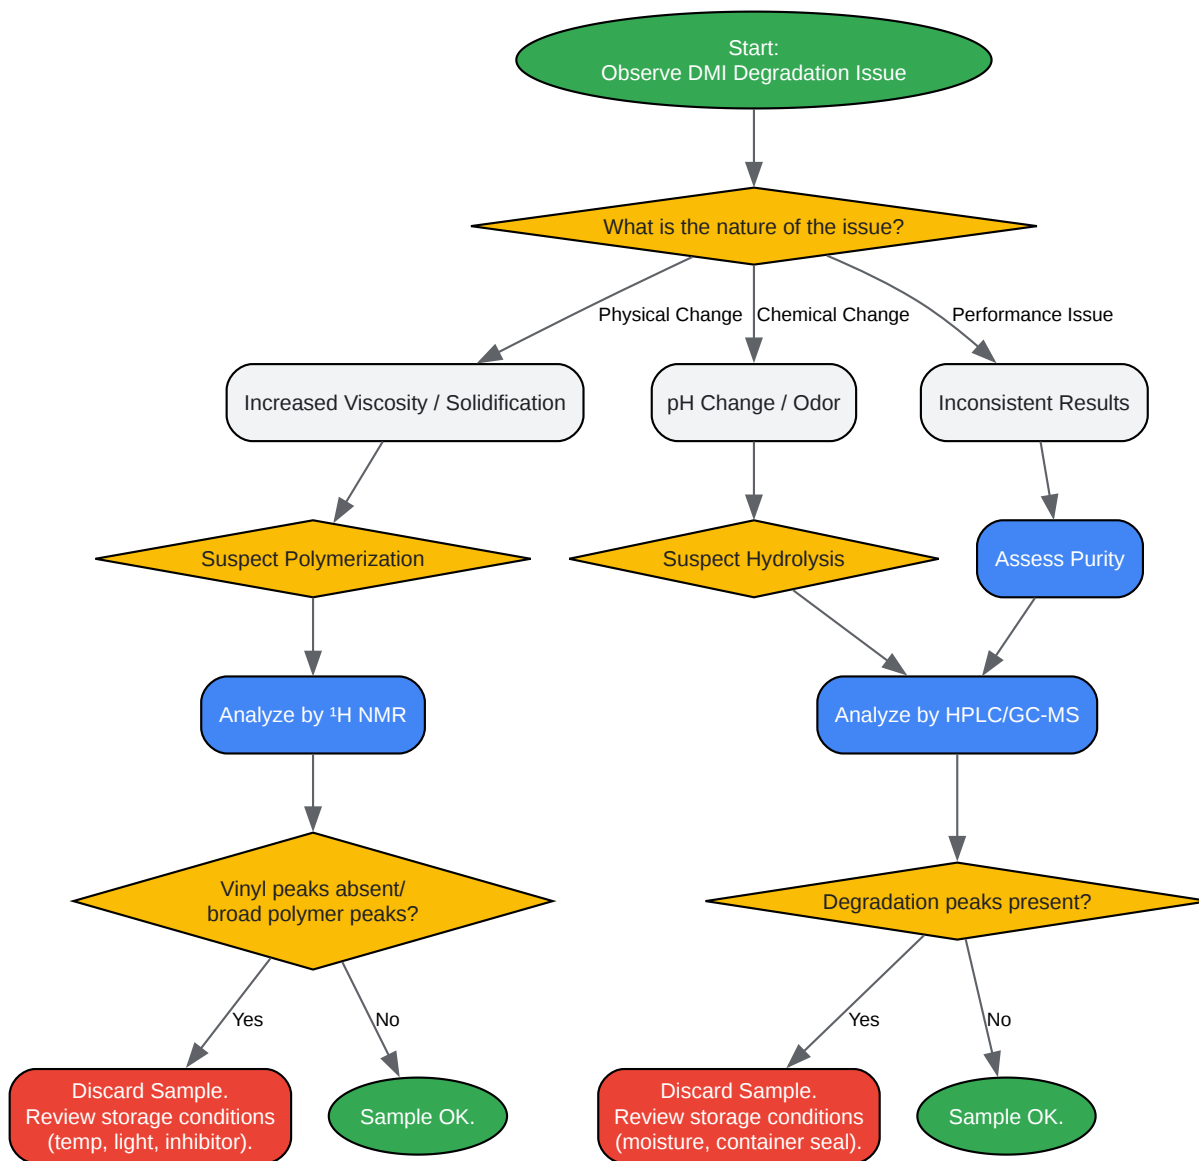 Start:
Observe DMI Degradation Issue
What is the nature of the issue?
Physical Change
Chemical Change
Performance Issue
Increased Viscosity / Solidification
pH Change / Odor
Inconsistent Results
Suspect Polymerization
Suspect Hydrolysis
Assess Purity
Analyze by ¹H NMR
Analyze by HPLC/GC-MS
Vinyl peaks absent/
broad polymer peaks?
Degradation peaks present?
Yes
No
Yes
No
Discard Sample.
Review storage conditions
(temp, light, inhibitor).
Sample OK.
Discard Sample.
Review storage conditions
(moisture, container seal).
Sample OK.